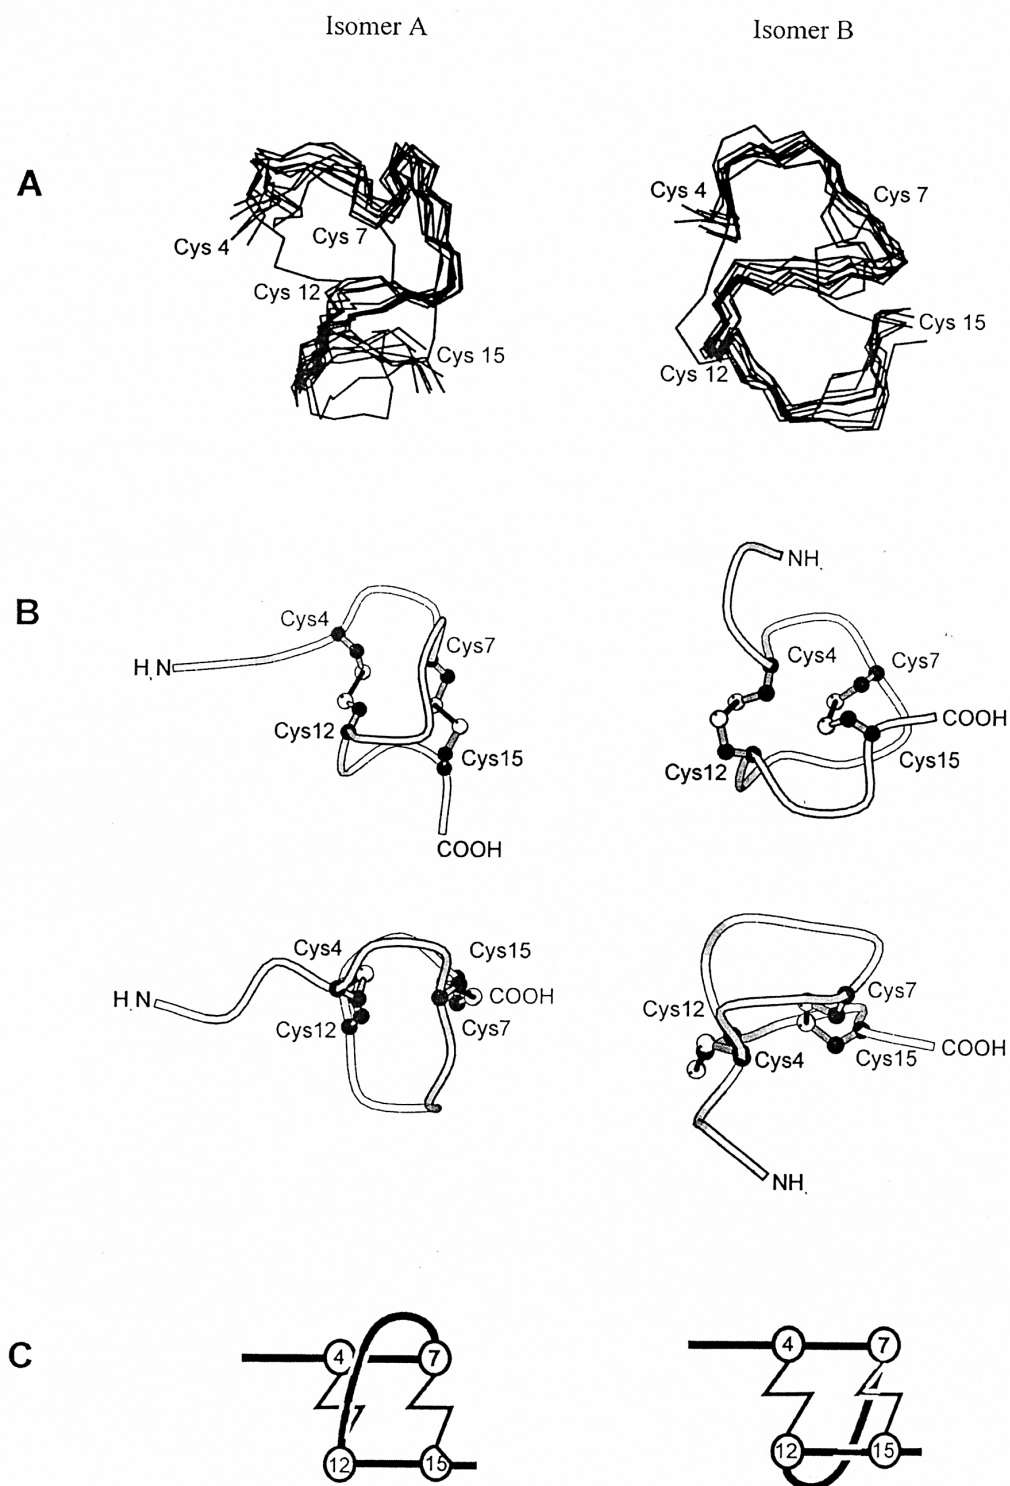 Isomer A Isomer B
A
Cys 4 Cys 7
Cys 7
Cys 4
Cys 12
Cys 15
Cys 15
Cys 12
B
NH
Cys4
Cys7
Cys4 Cys7
H N
COOH
Cys12
Cys15
Cys12 Cys15
COOH
Cys4 Cys15
H N COOH
Cys7
Cys12
Cys7
Cys12
COOH
Cys4 Cys15
NH
C
4 7
4 7
12 15
12 15